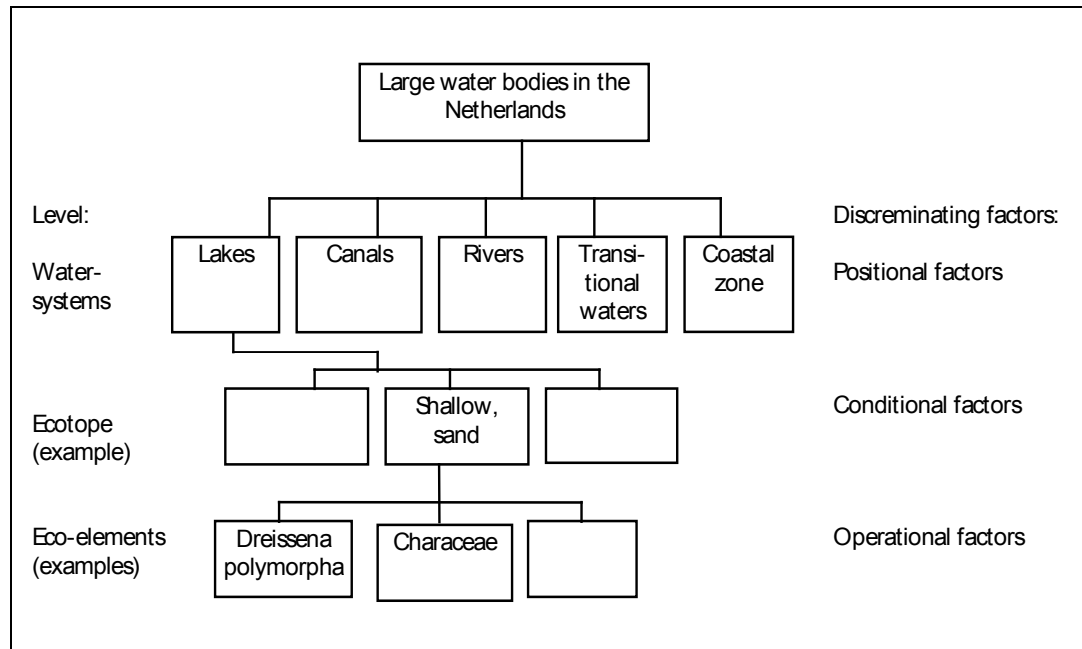 Large water bodies in the
Netherlands
Level:
Discreminating factors:
Water-
systems
Lakes
Canals
Rivers
Transi-
tional
waters
Coastal
zone
Positional factors
Ecotope
(example)
Shallow,
sand
Conditional factors
Eco-elements
(examples)
Dreissena
polymorpha
Characeae
Operational factors